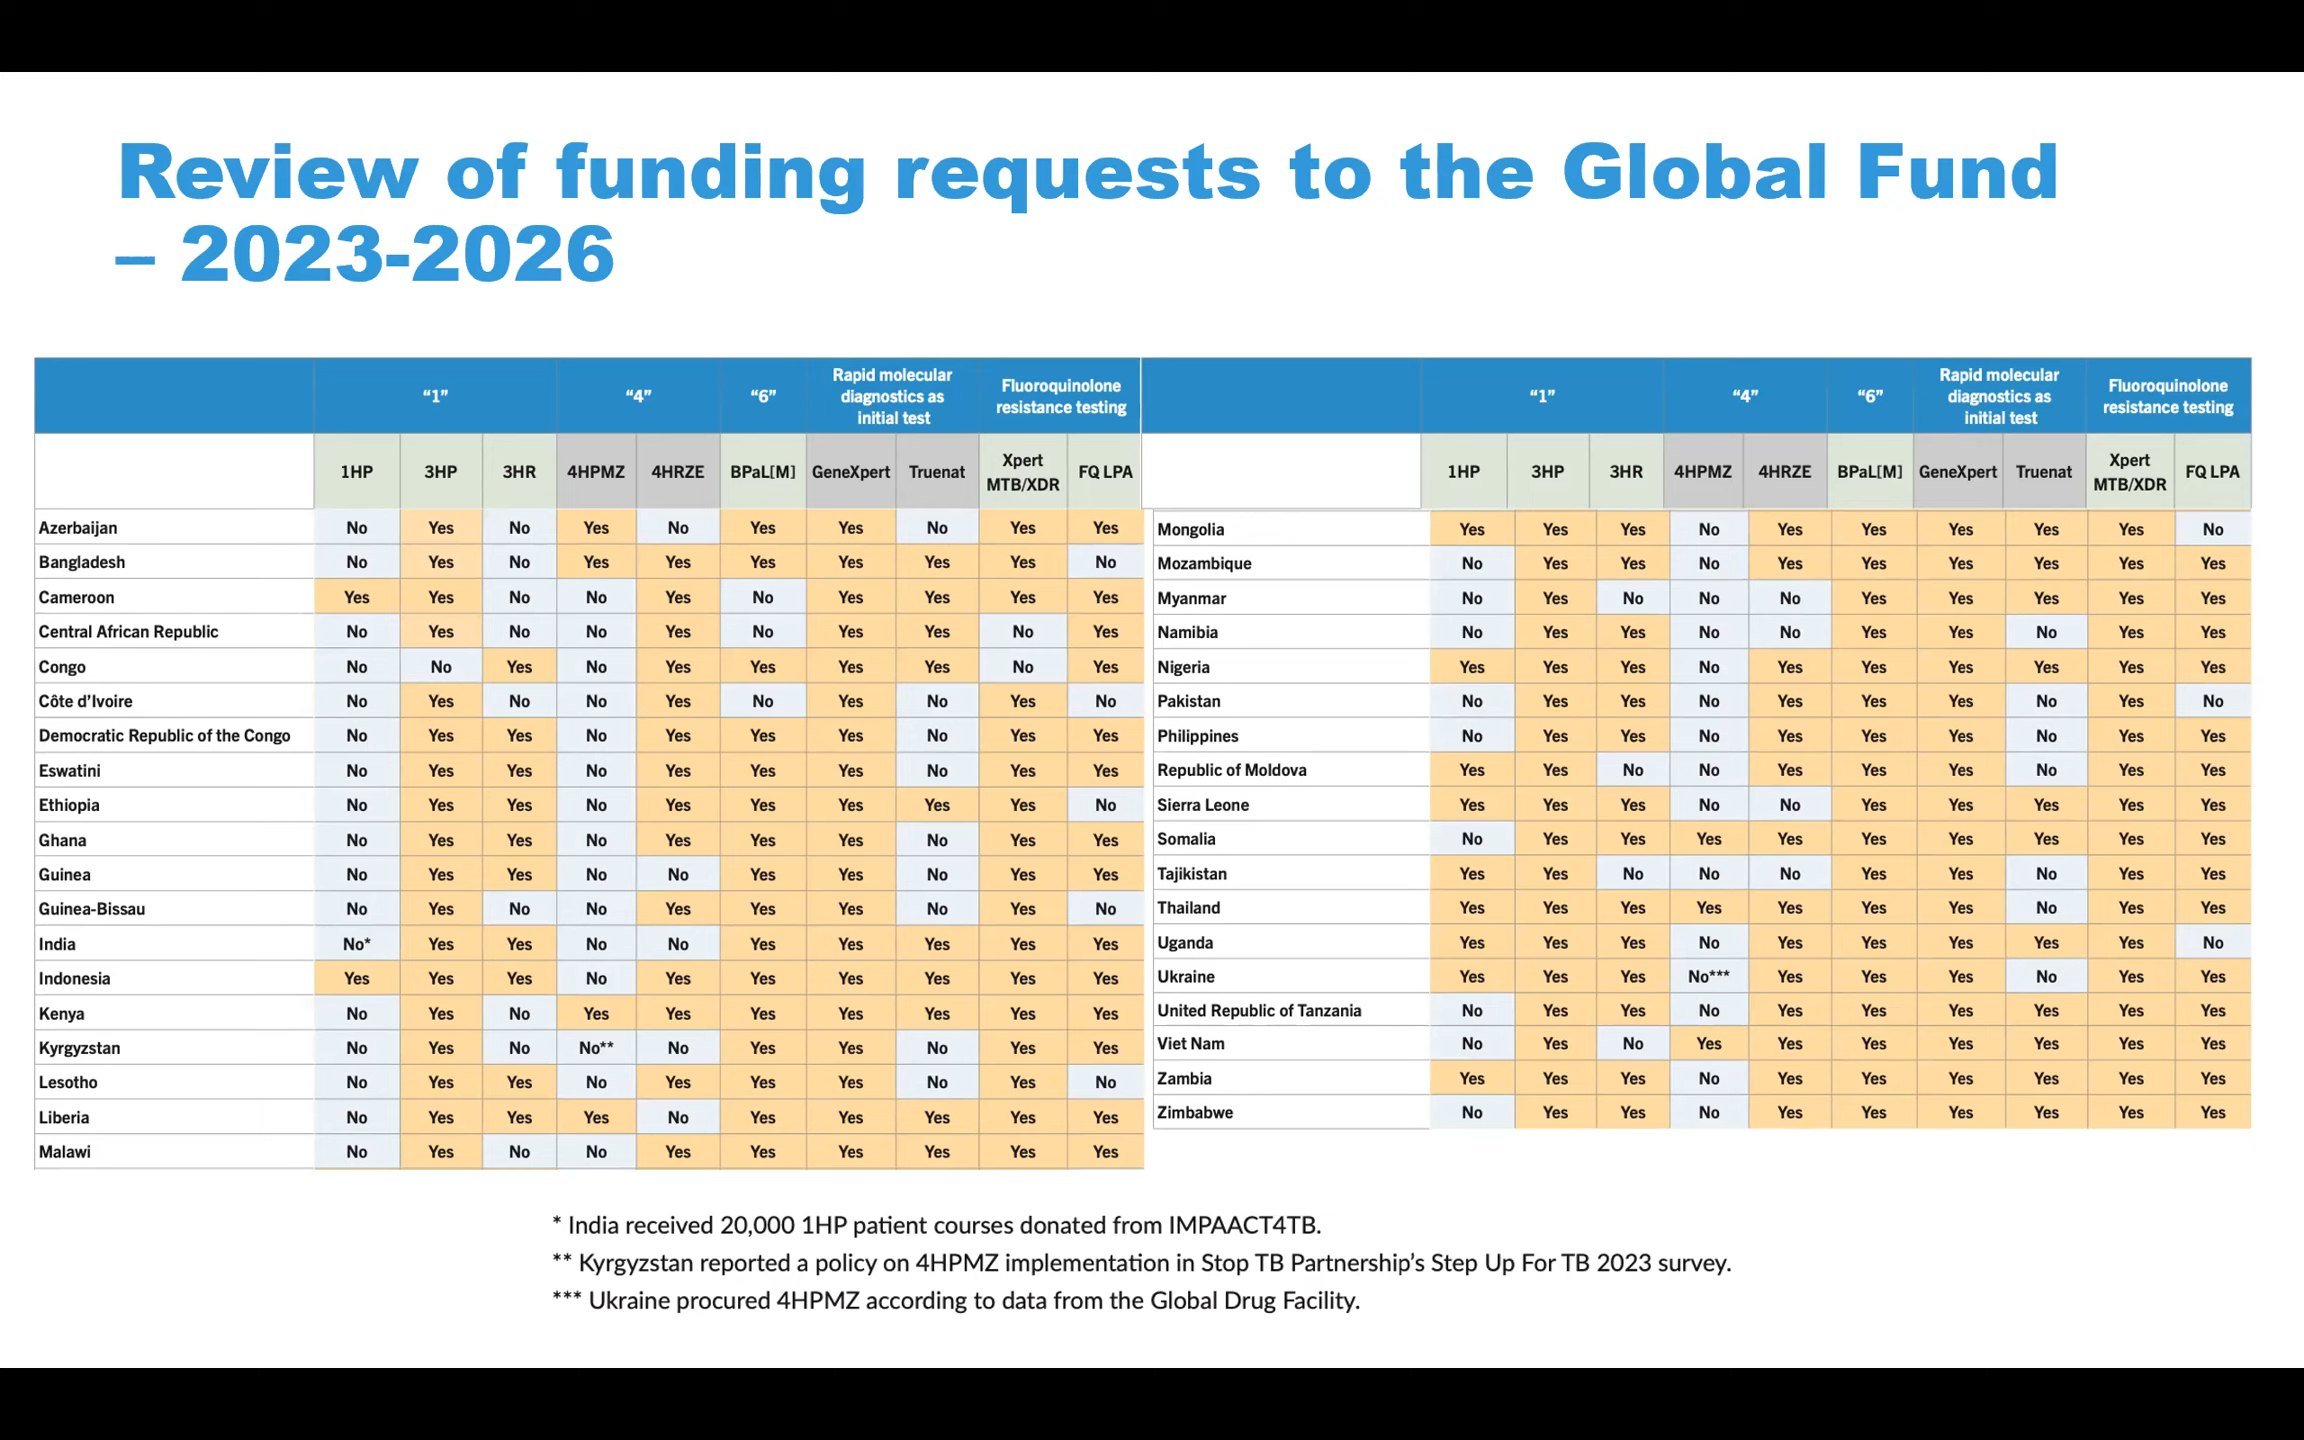 Review of funding requests to the Global Fund
– 2023-2026
“1” “4” “6” Rapid molecular diagnostics as initial test Fluoroquinolone resistance testing
1HP 3HP 3HR 4HPMZ 4HRZE BPaL[M] GeneXpert Truenat Xpert MTB/XDR FQ LPA
Azerbaijan No Yes No Yes No Yes Yes No Yes Yes
Bangladesh No Yes No Yes Yes Yes Yes Yes Yes No
Cameroon Yes Yes No No Yes No Yes Yes Yes Yes
Central African Republic No Yes No No Yes No Yes Yes No Yes
Congo No No Yes No Yes Yes Yes Yes No Yes
Côte d’Ivoire No Yes No No Yes No Yes No Yes No
Democratic Republic of the Congo No Yes Yes No Yes Yes Yes No Yes Yes
Eswatini No Yes Yes No Yes Yes Yes No Yes Yes
Ethiopia No Yes Yes No Yes Yes Yes Yes Yes No
Ghana No Yes Yes No Yes Yes Yes No Yes Yes
Guinea No Yes Yes No No Yes Yes No Yes Yes
Guinea-Bissau No Yes No No Yes Yes Yes No Yes No
India No* Yes Yes No No Yes Yes Yes Yes Yes
Indonesia Yes Yes Yes No Yes Yes Yes Yes Yes Yes
Kenya No Yes No Yes Yes Yes Yes Yes Yes Yes
Kyrgyzstan No Yes No No** No Yes Yes No Yes Yes
Lesotho No Yes Yes No Yes Yes Yes No Yes No
Liberia No Yes Yes Yes No Yes Yes Yes Yes Yes
Malawi No Yes No No Yes Yes Yes Yes Yes Yes
“1” “4” “6” Rapid molecular diagnostics as initial test Fluoroquinolone resistance testing
1HP 3HP 3HR 4HPMZ 4HRZE BPaL[M] GeneXpert Truenat Xpert MTB/XDR FQ LPA
Mongolia Yes Yes Yes No Yes Yes Yes Yes Yes No
Mozambique No Yes Yes No Yes Yes Yes Yes Yes Yes
Myanmar No Yes No No No Yes Yes Yes Yes Yes
Namibia No Yes Yes No No Yes Yes No Yes Yes
Nigeria Yes Yes Yes No Yes Yes Yes Yes Yes Yes
Pakistan No Yes Yes No Yes Yes Yes No Yes No
Philippines No Yes Yes No Yes Yes Yes No Yes Yes
Republic of Moldova Yes Yes No No Yes Yes Yes No Yes Yes
Sierra Leone Yes Yes Yes No No Yes Yes Yes Yes Yes
Somalia No Yes Yes Yes Yes Yes Yes Yes Yes Yes
Tajikistan Yes Yes No No No Yes Yes No Yes Yes
Thailand Yes Yes Yes Yes Yes Yes Yes No Yes Yes
Uganda Yes Yes Yes No Yes Yes Yes Yes Yes No
Ukraine Yes Yes Yes No*** Yes Yes Yes No Yes Yes
United Republic of Tanzania No Yes Yes No Yes Yes Yes Yes Yes Yes
Viet Nam No Yes No Yes Yes Yes Yes Yes Yes Yes
Zambia Yes Yes Yes No Yes Yes Yes Yes Yes Yes
Zimbabwe No Yes Yes No Yes Yes Yes Yes Yes Yes
* India received 20,000 1HP patient courses donated from IMPAACT4TB.
** Kyrgyzstan reported a policy on 4HPMZ implementation in Stop TB Partnership’s Step Up For TB 2023 survey.
*** Ukraine procured 4HPMZ according to data from the Global Drug Facility.